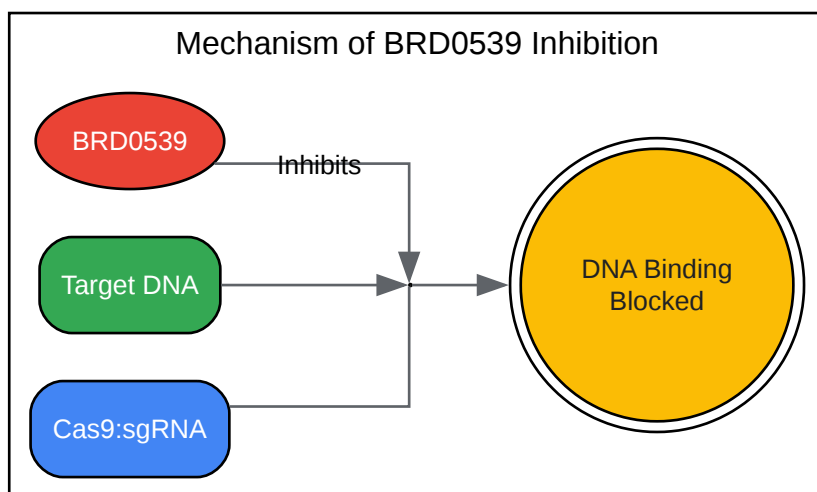 Mechanism of BRD0539 Inhibition
BRD0539
Inhibits
Target DNA
DNA Binding
Blocked
Cas9:sgRNA